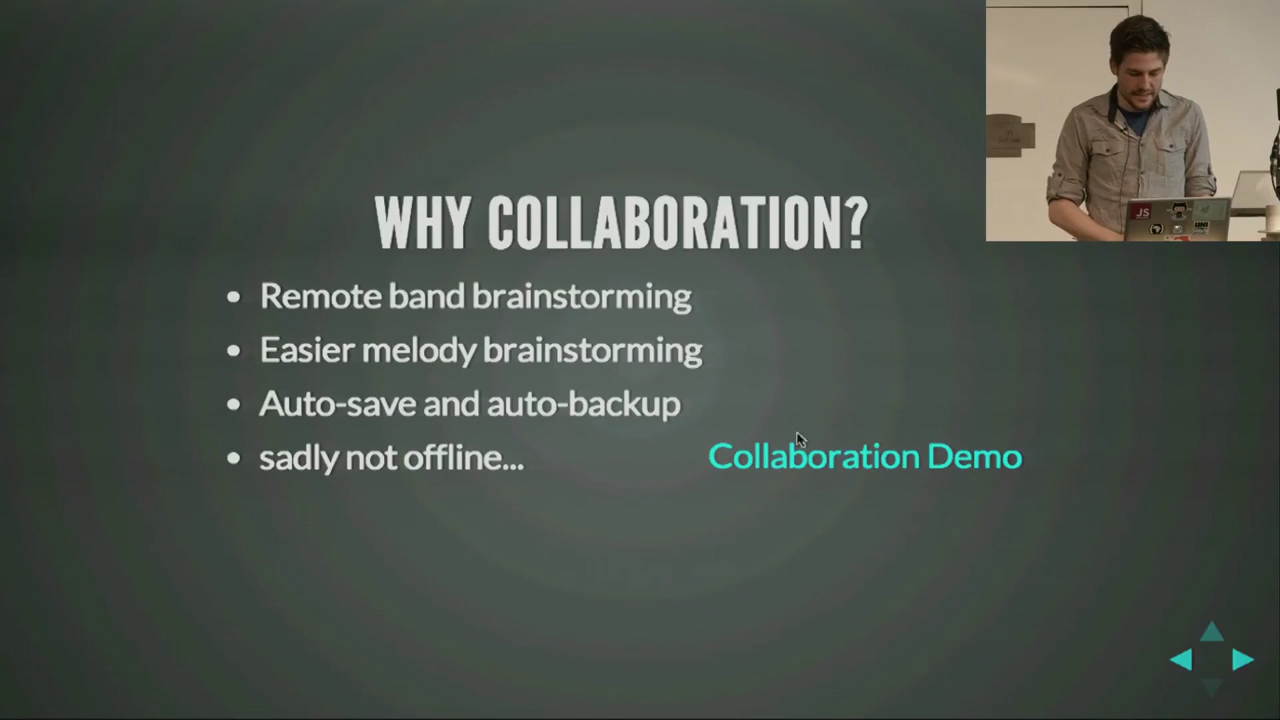 WHY COLLABORATION?
Remote band brainstorming
Easier melody brainstorming
Auto-save and auto-backup
sadly not offline...
Collaboration Demo
JS